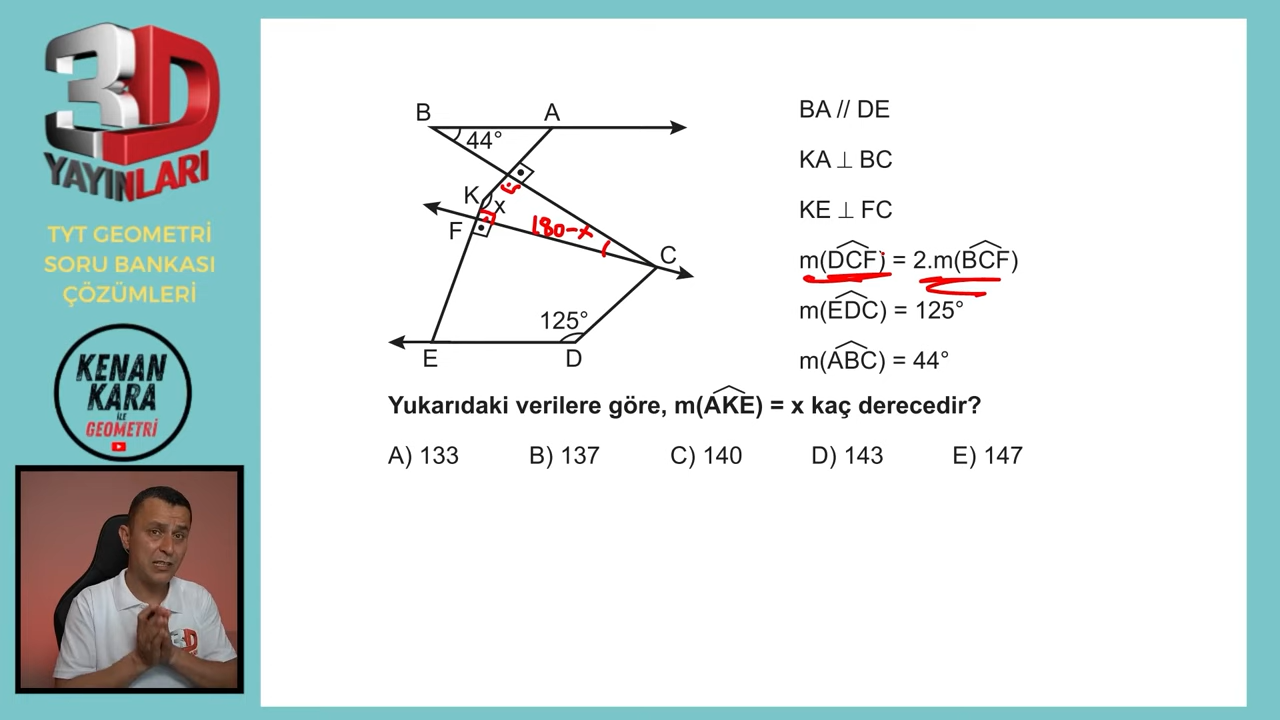 3D
YAYINLARI
TYT GEOMETRİ
SORU BANKASI
ÇÖZÜMLERİ
KENAN
KARA
İLE
GEOMETRİ
3D
B
A
44°
K
x
F
180-x
C
125°
E
D
BA // DE
KA ⊥ BC
KE ⊥ FC
m(DCF) = 2.m(BCF)
m(EDC) = 125°
m(ABC) = 44°
Yukarıdaki verilere göre, m(AKE) = x kaç derecedir?
A) 133 B) 137 C) 140 D) 143 E) 147